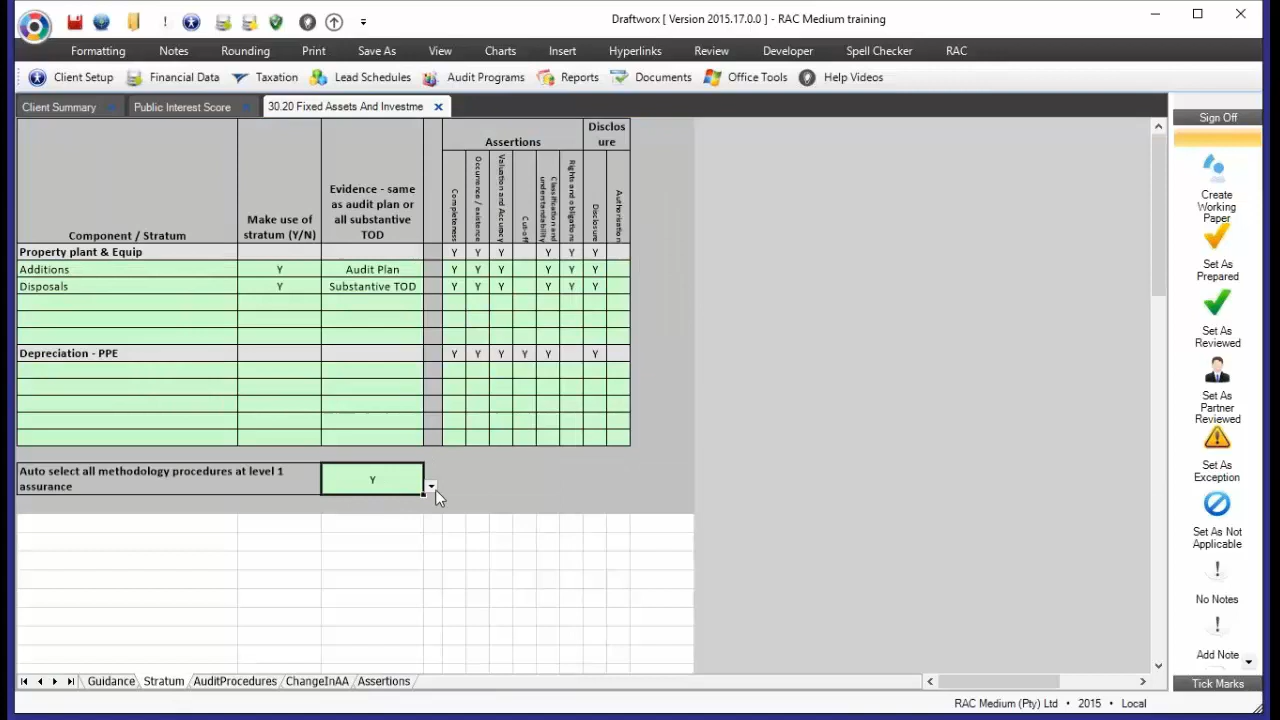 Draftworx [ Version 2015.17.0.0 ] - RAC Medium training
Formatting Notes Rounding Print Save As View Charts Insert Hyperlinks Review Developer Spell Checker RAC
Client Setup Financial Data Taxation Lead Schedules Audit Programs Reports Documents Office Tools Help Videos
Client Summary Public Interest Score 30.20 Fixed Assets And Investme
Component / Stratum
Make use of
stratum (Y/N)
Evidence - same
as audit plan or
all substantive
TOD
Assertions
Disclos
ure
Completeness
Occurrence / existence
Valuation and Accuracy
Cut-off
Classification and
understandability
Rights and obligations
Disclosure
Authorisation
Property plant & Equip Y Y Y Y Y Y
Additions Y Audit Plan Y Y Y Y Y Y
Disposals Y Substantive TOD Y Y Y Y Y Y
Depreciation - PPE Y Y Y Y Y Y
Auto select all methodology procedures at level 1
assurance
Y
Guidance Stratum AuditProcedures ChangeInAA Assertions
Sign Off
Create
Working
Paper
Set As
Prepared
Set As
Reviewed
Set As
Partner
Reviewed
Set As
Exception
Set As Not
Applicable
No Notes
Add Note
Tick Marks
RAC Medium (Pty) Ltd • 2015 • Local